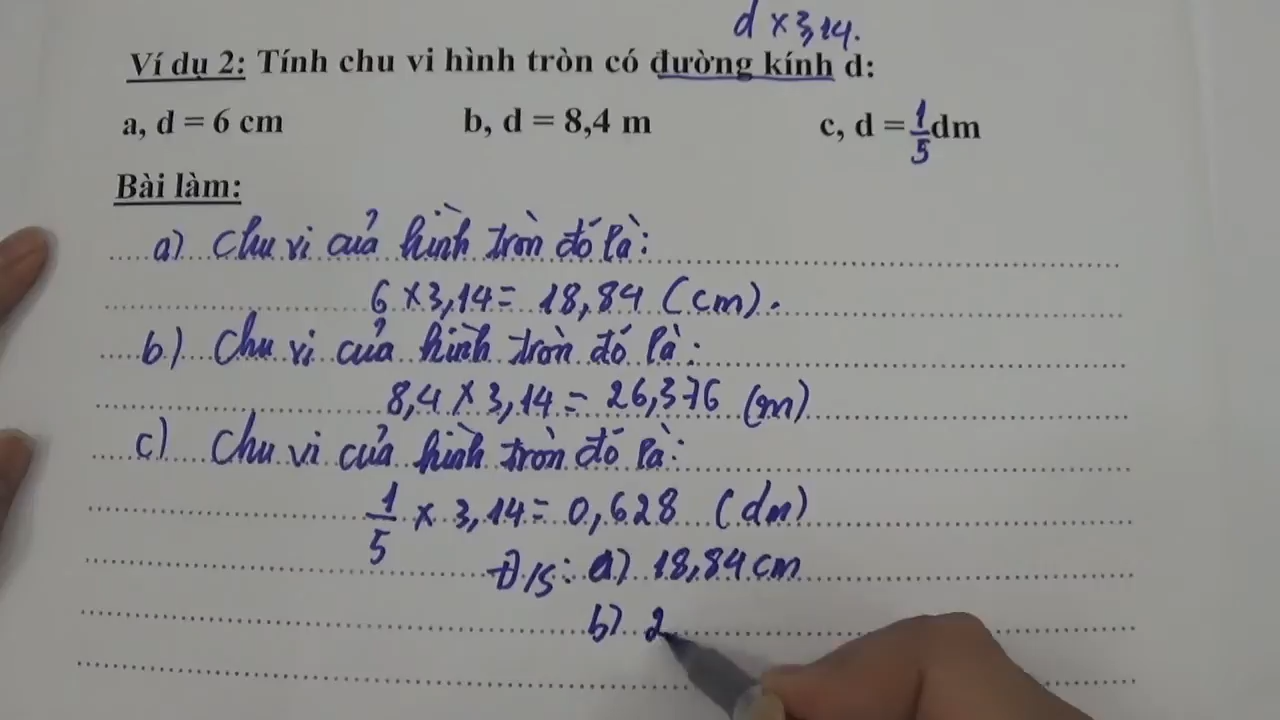 d × 3,14.
Ví dụ 2: Tính chu vi hình tròn có đường kính d:
a, d = 6 cm b, d = 8,4 m c, d = 1/5 dm
Bài làm:
a) Chu vi của hình tròn đó là:
6 × 3,14 = 18,84 (cm).
b) Chu vi của hình tròn đó là:
8,4 × 3,14 = 26,376 (m)
c) Chu vi của hình tròn đó là:
1/5 × 3,14 = 0,628 (dm)
Đ/S: a) 18,84 cm
b) 2